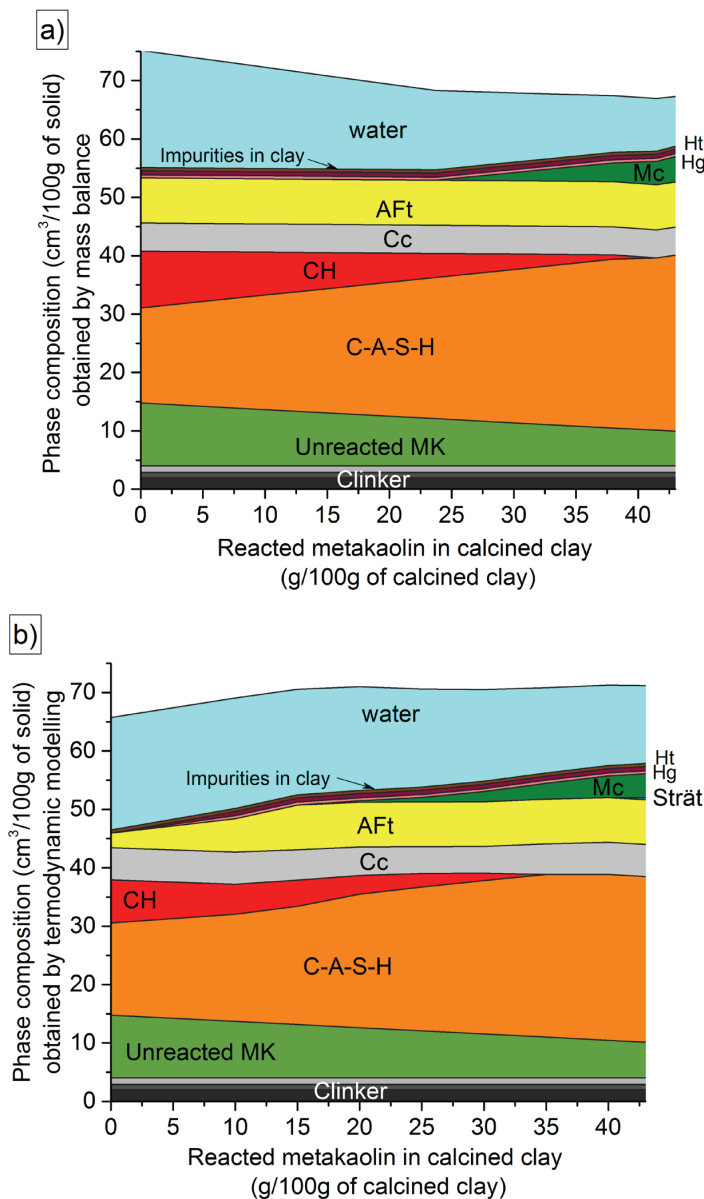 a)
Phase composition (cm³/100g of solid)
obtained by mass balance
70
60
50
40
30
20
10
0
water
Impurities in clay
Ht
Hg
Mc
AFt
Cc
CH
C-A-S-H
Unreacted MK
Clinker
0 5 10 15 20 25 30 35 40
Reacted metakaolin in calcined clay
(g/100g of calcined clay)
b)
Phase composition (cm³/100g of solid)
obtained by termodynamic modelling
70
60
50
40
30
20
10
0
water
Impurities in clay
Ht
Hg
Mc
Strät
AFt
Cc
CH
C-A-S-H
Unreacted MK
Clinker
0 5 10 15 20 25 30 35 40
Reacted metakaolin in calcined clay
(g/100g of calcined clay)